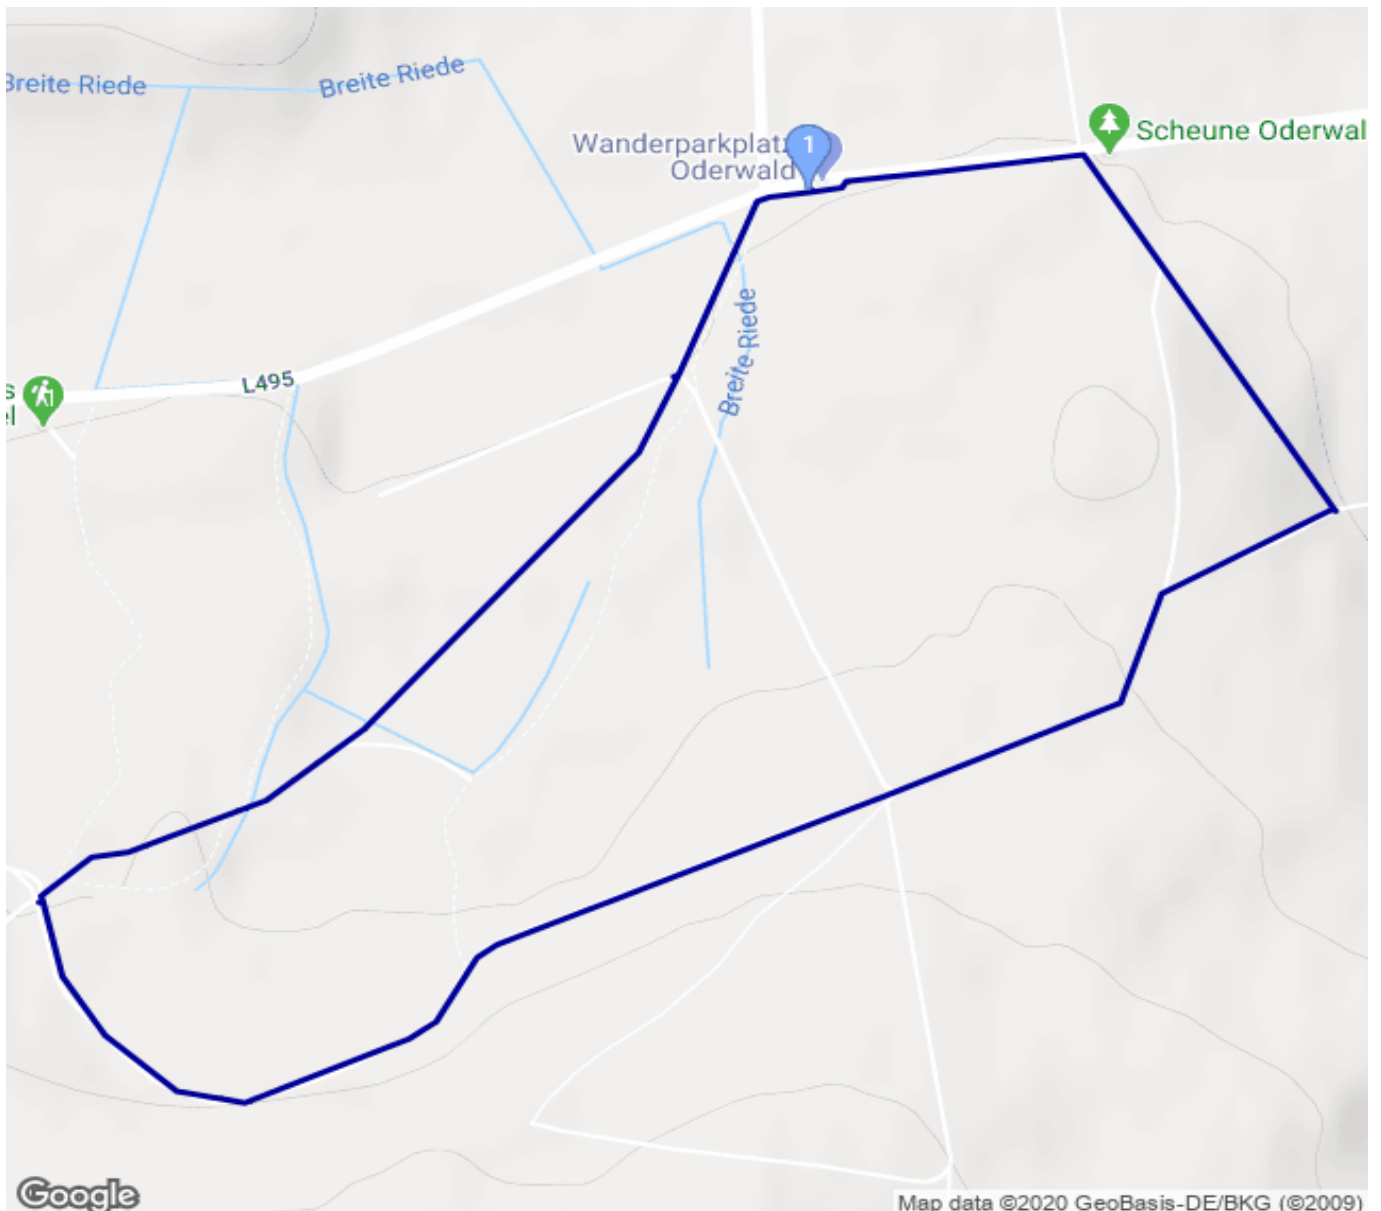 Breite Riede
Breite Riede
Wanderparkplatz
Oderwald
1
Scheune Oderwal
Breite Riede
L495
s
el
Google
Map data ©2020 GeoBasis-DE/BKG (©2009)